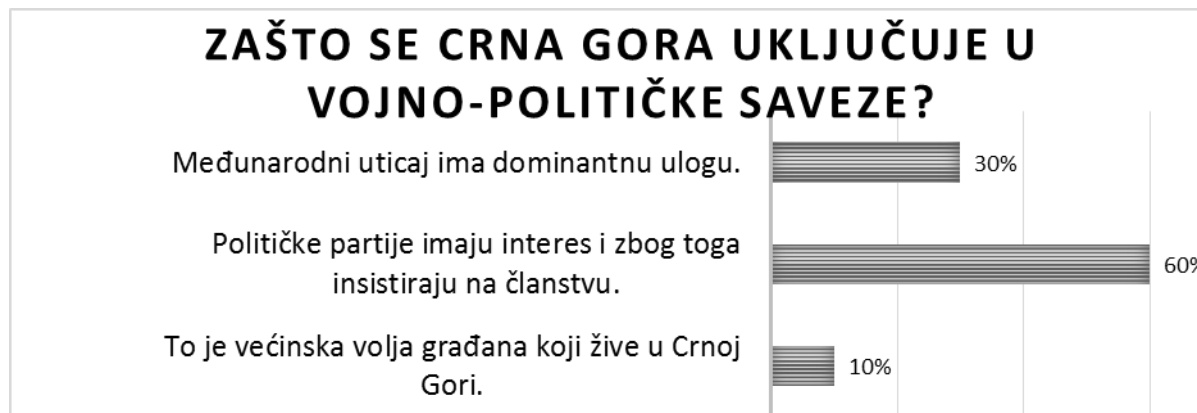 ZAŠTO SE CRNA GORA UKLJUČUJE U
VOJNO-POLITIČKE SAVEZE?
Međunarodni uticaj ima dominantnu ulogu.
30%
Političke partije imaju interes i zbog toga
insistiraju na članstvu.
60%
To je većinska volja građana koji žive u Crnoj
Gori.
10%